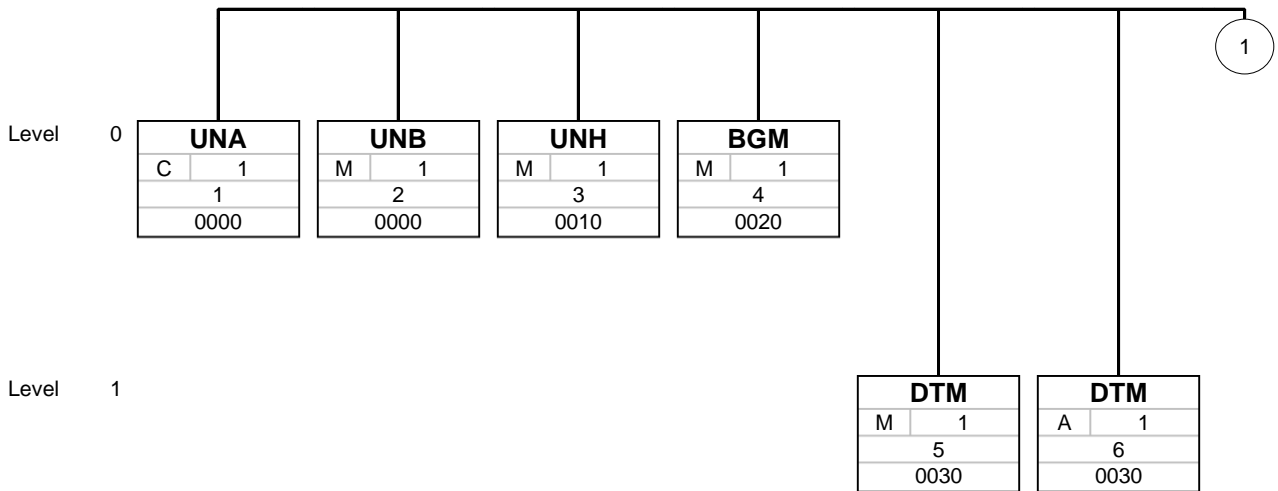 1
Level 0
UNA UNB UNH BGM
C 1 M 1 M 1 M 1
1 2 3 4
0000 0000 0010 0020
Level 1
DTM DTM
M 1 A 1
5 6
0030 0030